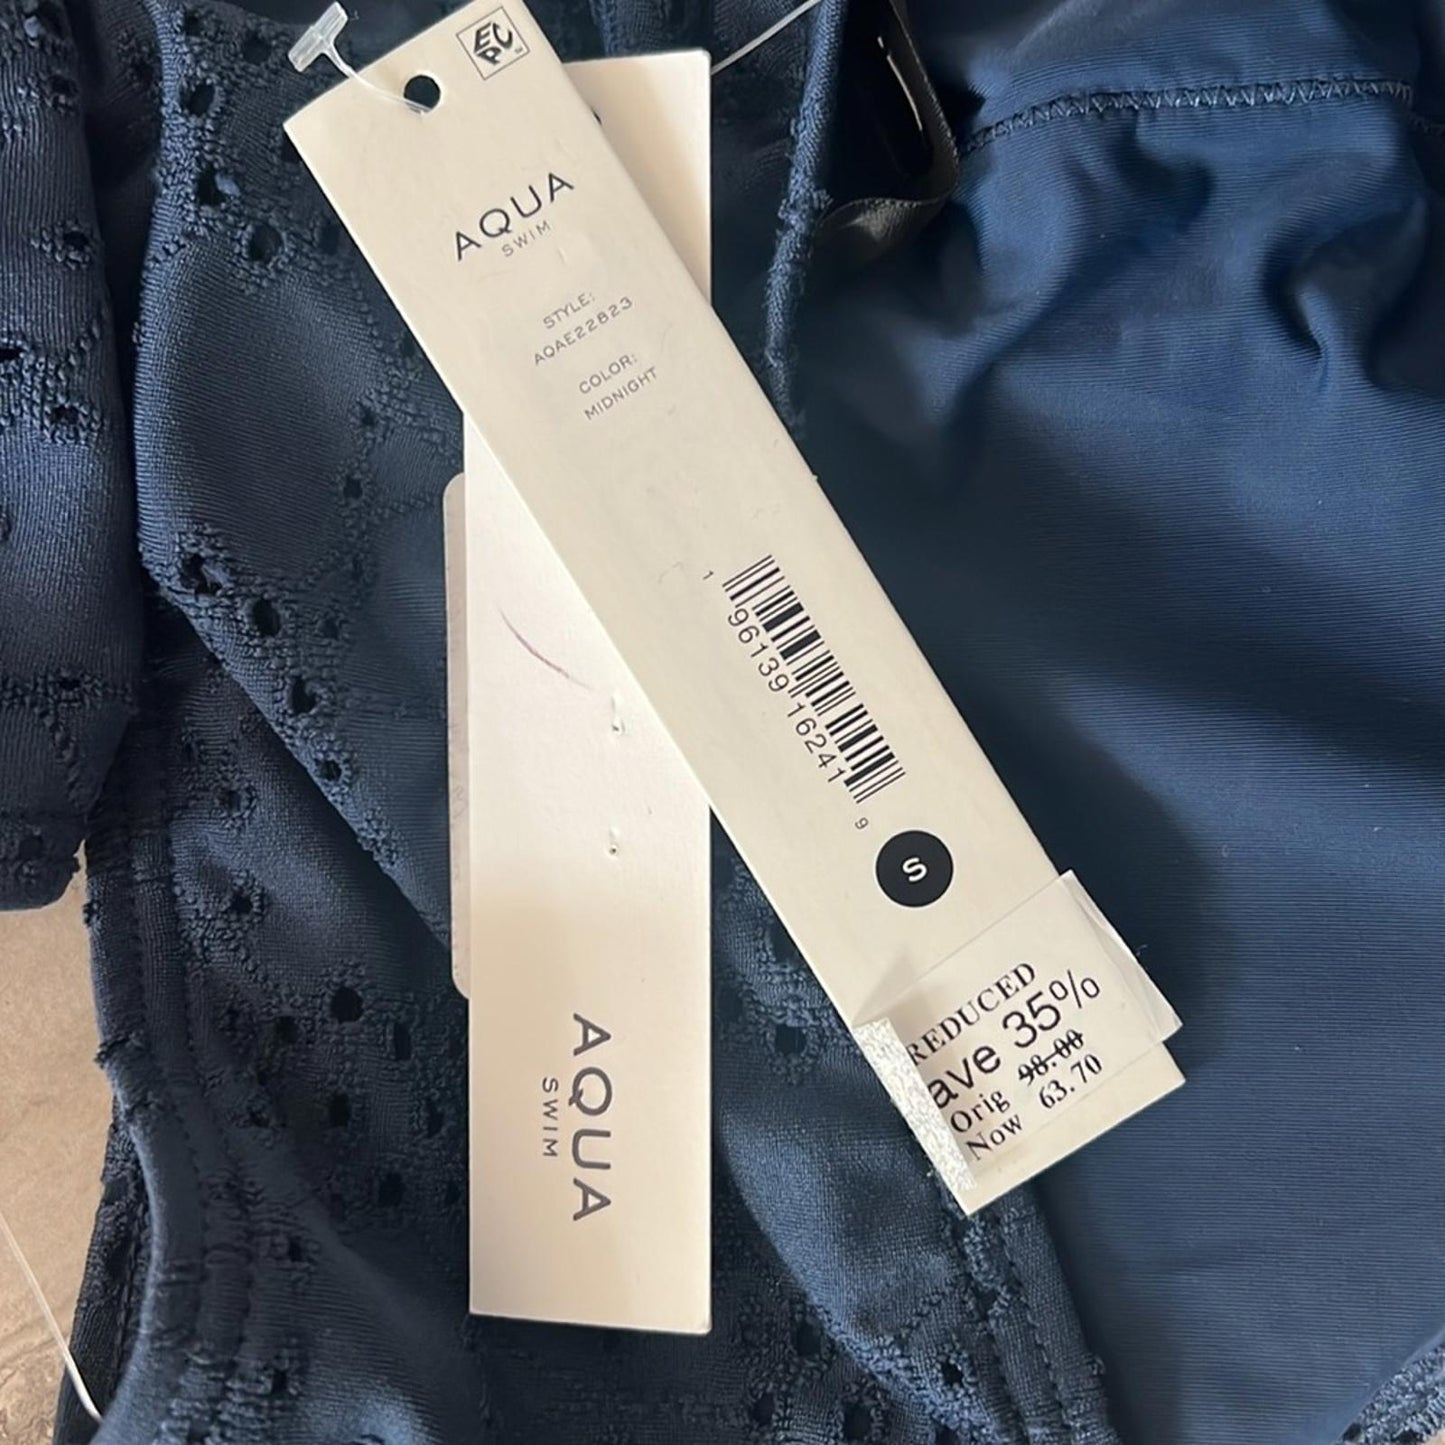 EPC
AQUA
SWIM
STYLE:
AQAE22823
COLOR:
MIDNIGHT
1 96139 16241 9
S
REDUCED
ave 35%
Orig 98.00
Now 63.70
AQUA
SWIM